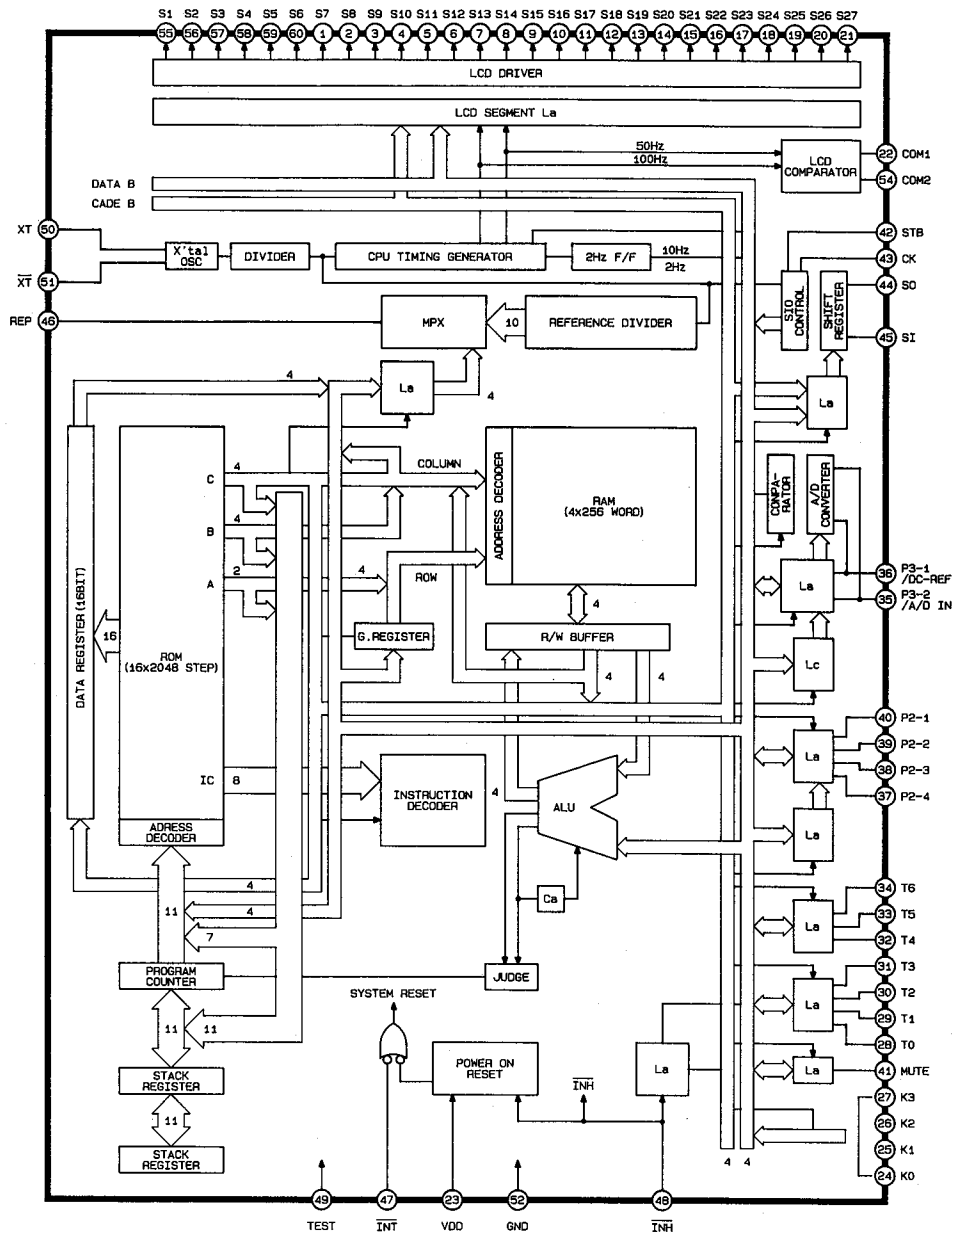 S1 S2 S3 S4 S5 S6 S7 S8 S9 S10 S11 S12 S13 S14 S15 S16 S17 S18 S19 S20 S21 S22 S23 S24 S25 S26 S27
55 56 57 58 59 60 1 2 3 4 5 6 7 8 9 10 11 12 13 14 15 16 17 18 19 20 21
LCD DRIVER
LCD SEGMENT La
50Hz
100Hz
LCD
COMPARATOR
22 COM1
54 COM2
DATA B
CADE B
XT 50
X'tal
OSC
DIVIDER
CPU TIMING GENERATOR
2Hz F/F
10Hz
2Hz
42 STB
43 CK
XT 51
SIO
CONTROL
SHIFT
REGISTER
44 SO
REP 46
MPX
10
REFERENCE DIVIDER
45 SI
4
La
4
La
DATA REGISTER(16BIT)
16
ROM
(16x2048 STEP)
C
4
B
4
A
2
COLUMN
4
ROW
ADDRESS DECODER
RAM
(4x256 WORD)
CONPA-
RATOR
A/D
CONVERTER
La
36 P3-1
/DC-REF
35 P3-2
/A/D IN
4
G.REGISTER
R/W BUFFER
4
4
Lc
IC
8
INSTRUCTION
DECODER
4
ALU
La
40 P2-1
39 P2-2
38 P2-3
37 P2-4
La
ADRESS
DECODER
4
11
4
7
Ca
La
34 T6
33 T5
32 T4
PROGRAM
COUNTER
JUDGE
SYSTEM RESET
La
31 T3
30 T2
29 T1
28 T0
11
11
POWER ON
RESET
INH
La
La
41 MUTE
STACK
REGISTER
11
STACK
REGISTER
27 K3
26 K2
25 K1
24 K0
4
4
49 47 23 52 48
TEST INT VDD GND INH